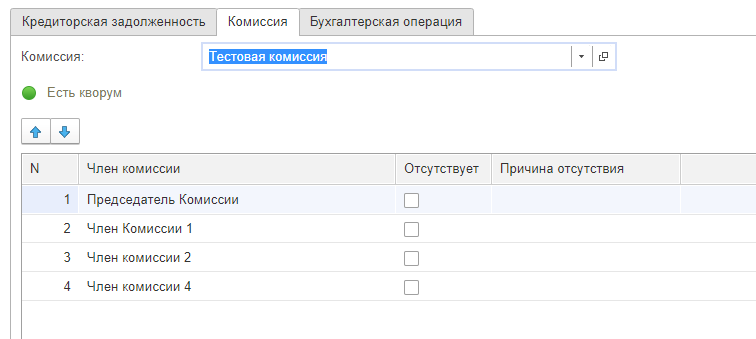 Кредиторская задолженность Комиссия Бухгалтерская операция
Комиссия: Тестовая комиссия
Есть кворум
N Член комиссии Отсутствует Причина отсутствия
1 Председатель Комиссии
2 Член Комиссии 1
3 Член комиссии 2
4 Член комиссии 4